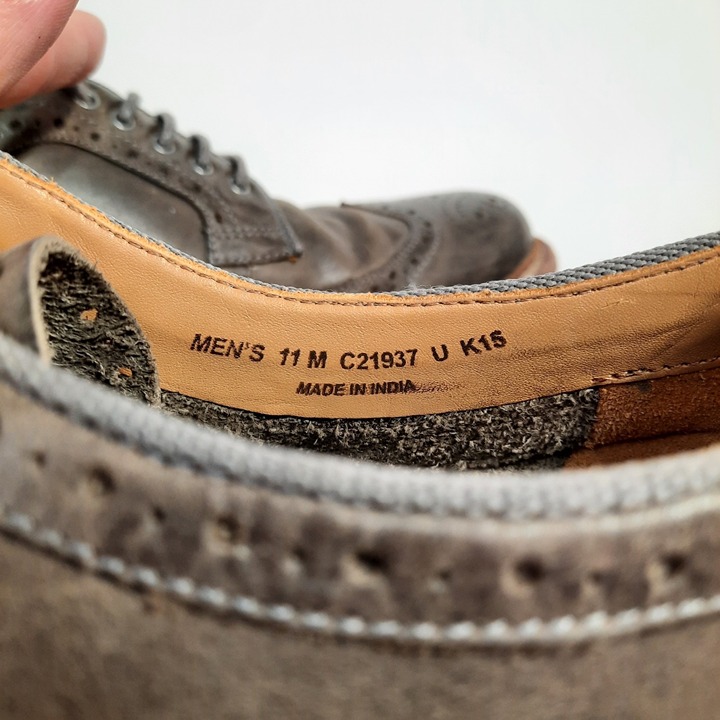 MEN'S 11 M C21937 U K15
MADE IN INDIA